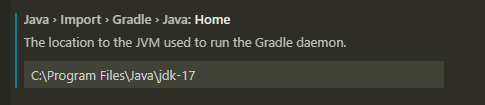 Java › Import › Gradle › Java: Home
The location to the JVM used to run the Gradle daemon.
C:\Program Files\Java\jdk-17